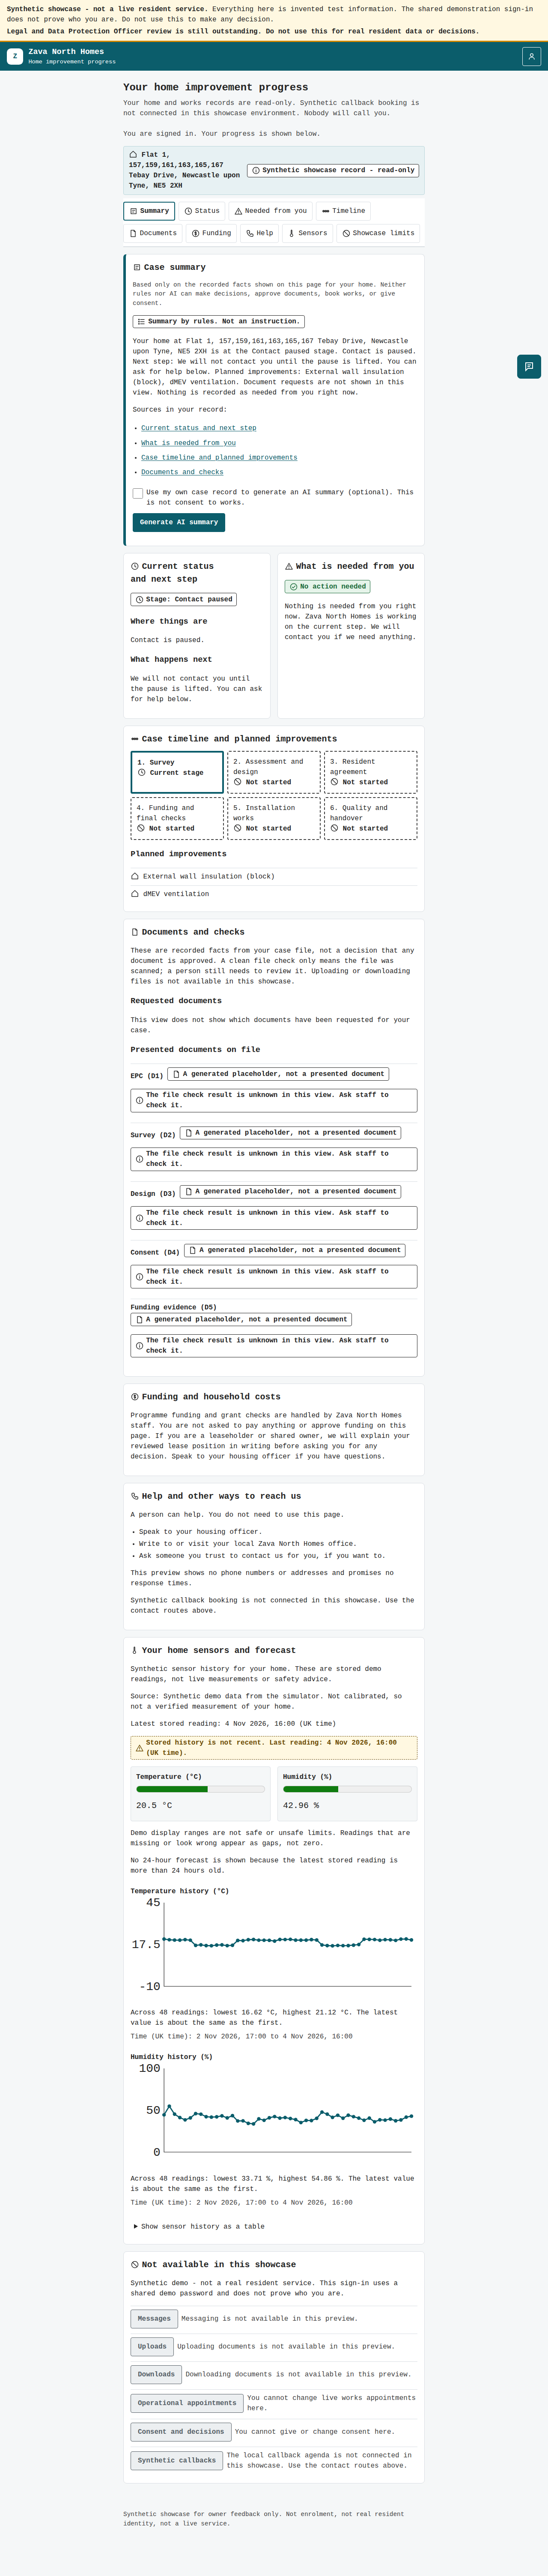 Synthetic showcase - not a live resident service. Everything here is invented test information. The shared demonstration sign-in
does not prove who you are. Do not use this to make any decision.
Legal and Data Protection Officer review is still outstanding. Do not use this for real resident data or decisions.
Z
Zava North Homes
Home improvement progress
Your home improvement progress
Your home and works records are read-only. Synthetic callback booking is
not connected in this showcase environment. Nobody will call you.
You are signed in. Your progress is shown below.
Flat 1,
157,159,161,163,165,167
Tebay Drive, Newcastle upon
Tyne, NE5 2XH
Synthetic showcase record - read-only
Summary
Status
Needed from you
Timeline
Documents
Funding
Help
Sensors
Showcase limits
Case summary
Based only on the recorded facts shown on this page for your home. Neither
rules nor AI can make decisions, approve documents, book works, or give
consent.
Summary by rules. Not an instruction.
Your home at Flat 1, 157,159,161,163,165,167 Tebay Drive, Newcastle
upon Tyne, NE5 2XH is at the Contact paused stage. Contact is paused.
Next step: We will not contact you until the pause is lifted. You can
ask for help below. Planned improvements: External wall insulation
(block), dMEV ventilation. Document requests are not shown in this
view. Nothing is recorded as needed from you right now.
Sources in your record:
• Current status and next step
• What is needed from you
• Case timeline and planned improvements
• Documents and checks
Use my own case record to generate an AI summary (optional). This
is not consent to works.
Generate AI summary
Current status
and next step
Stage: Contact paused
Where things are
Contact is paused.
What happens next
We will not contact you until
the pause is lifted. You can ask
for help below.
What is needed from you
No action needed
Nothing is needed from you right
now. Zava North Homes is working
on the current step. We will
contact you if we need anything.
Case timeline and planned improvements
1. Survey
Current stage
2. Assessment and
design
Not started
3. Resident
agreement
Not started
4. Funding and
final checks
Not started
5. Installation
works
Not started
6. Quality and
handover
Not started
Planned improvements
External wall insulation (block)
dMEV ventilation
Documents and checks
These are recorded facts from your case file, not a decision that any
document is approved. A clean file check only means the file was
scanned; a person still needs to review it. Uploading or downloading
files is not available in this showcase.
Requested documents
This view does not show which documents have been requested for your
case.
Presented documents on file
EPC (D1)
A generated placeholder, not a presented document
The file check result is unknown in this view. Ask staff to
check it.
Survey (D2)
A generated placeholder, not a presented document
The file check result is unknown in this view. Ask staff to
check it.
Design (D3)
A generated placeholder, not a presented document
The file check result is unknown in this view. Ask staff to
check it.
Consent (D4)
A generated placeholder, not a presented document
The file check result is unknown in this view. Ask staff to
check it.
Funding evidence (D5)
A generated placeholder, not a presented document
The file check result is unknown in this view. Ask staff to
check it.
Funding and household costs
Programme funding and grant checks are handled by Zava North Homes
staff. You are not asked to pay anything or approve funding on this
page. If you are a leaseholder or shared owner, we will explain your
reviewed lease position in writing before asking you for any
decision. Speak to your housing officer if you have questions.
Help and other ways to reach us
A person can help. You do not need to use this page.
• Speak to your housing officer.
• Write to or visit your local Zava North Homes office.
• Ask someone you trust to contact us for you, if you want to.
This preview shows no phone numbers or addresses and promises no
response times.
Synthetic callback booking is not connected in this showcase. Use the
contact routes above.
Your home sensors and forecast
Synthetic sensor history for your home. These are stored demo
readings, not live measurements or safety advice.
Source: Synthetic demo data from the simulator. Not calibrated, so
not a verified measurement of your home.
Latest stored reading: 4 Nov 2026, 16:00 (UK time)
Stored history is not recent. Last reading: 4 Nov 2026, 16:00
(UK time).
Temperature (°C)
20.5 °C
Humidity (%)
42.96 %
Demo display ranges are not safe or unsafe limits. Readings that are
missing or look wrong appear as gaps, not zero.
No 24-hour forecast is shown because the latest stored reading is
more than 24 hours old.
Temperature history (°C)
45
17.5
-10
Across 48 readings: lowest 16.62 °C, highest 21.12 °C. The latest
value is about the same as the first.
Time (UK time): 2 Nov 2026, 17:00 to 4 Nov 2026, 16:00
Humidity history (%)
100
50
0
Across 48 readings: lowest 33.71 %, highest 54.86 %. The latest value
is about the same as the first.
Time (UK time): 2 Nov 2026, 17:00 to 4 Nov 2026, 16:00
Show sensor history as a table
Not available in this showcase
Synthetic demo - not a real resident service. This sign-in uses a
shared demo password and does not prove who you are.
Messages
Messaging is not available in this preview.
Uploads
Uploading documents is not available in this preview.
Downloads
Downloading documents is not available in this preview.
Operational appointments
You cannot change live works appointments
here.
Consent and decisions
You cannot give or change consent here.
Synthetic callbacks
The local callback agenda is not connected in
this showcase. Use the contact routes above.
Synthetic showcase for owner feedback only. Not enrolment, not real resident
identity, not a live service.